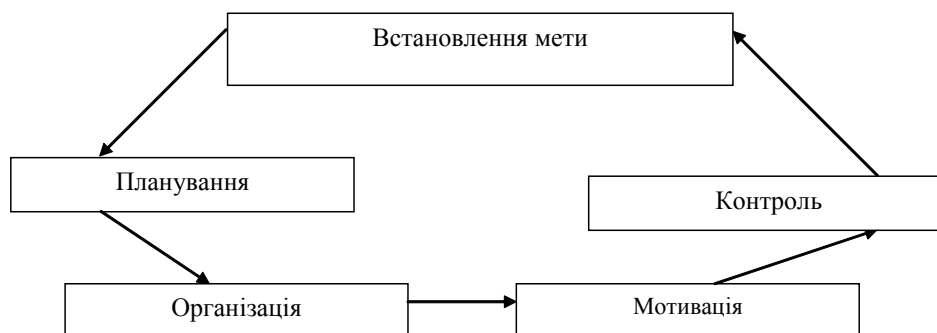 Встановлення мети
Планування
Контроль
Організація
Мотивація